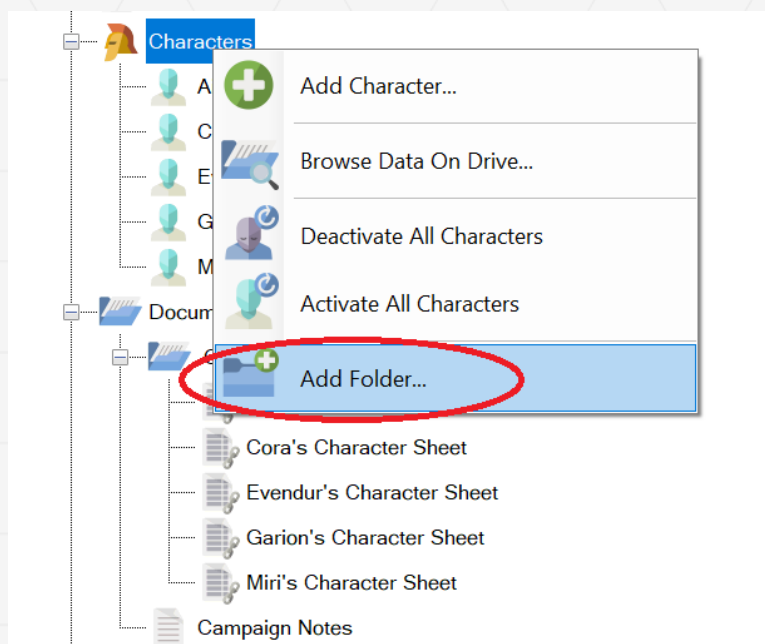 Characters
A
Add Character...
C
Browse Data On Drive...
E
G
Deactivate All Characters
M
Activate All Characters
Docum
Add Folder...
Cora's Character Sheet
Evendur's Character Sheet
Garion's Character Sheet
Miri's Character Sheet
Campaign Notes